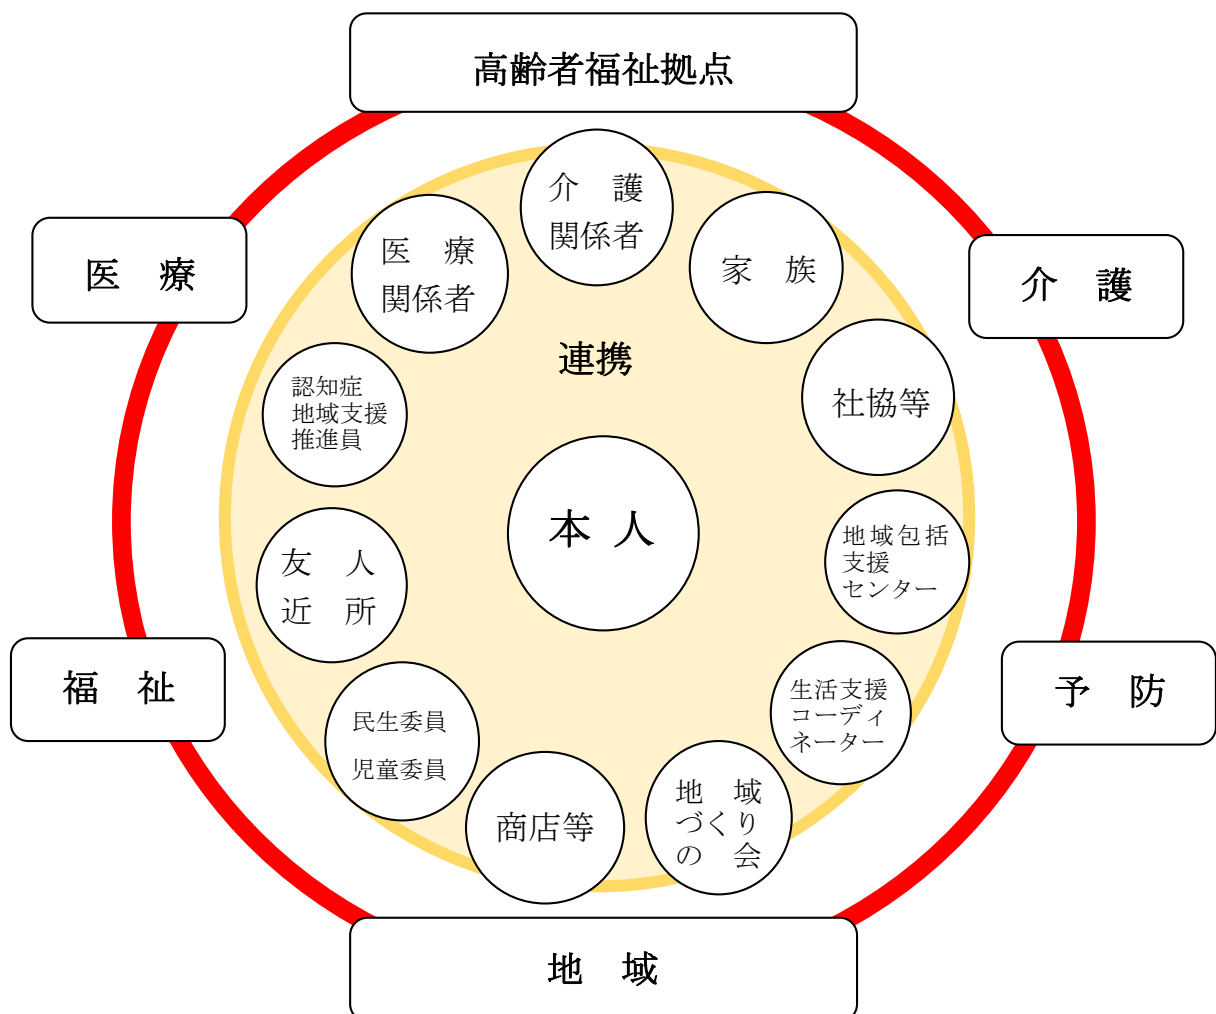 高齢者福祉拠点
介　護
関係者
医　療
関係者
家　族
医　療
介　護
連携
認知症
地域支援
推進員
社協等
本 人
地域包括
支援
センター
友　人
近　所
福　祉
予　防
生活支援
コーディ
ネーター
民生委員
児童委員
商店等
地　域
づくり
の　会
地　域